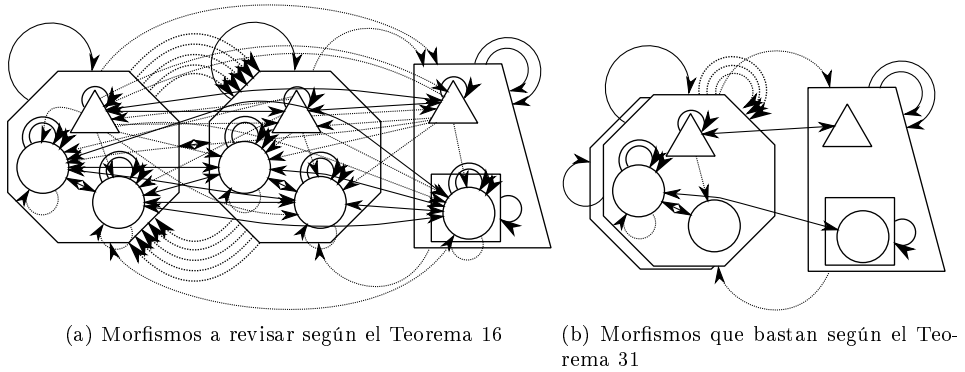 (a) Morfismos a revisar según el Teorema 16
(b) Morfismos que bastan según el Teo-
rema 31